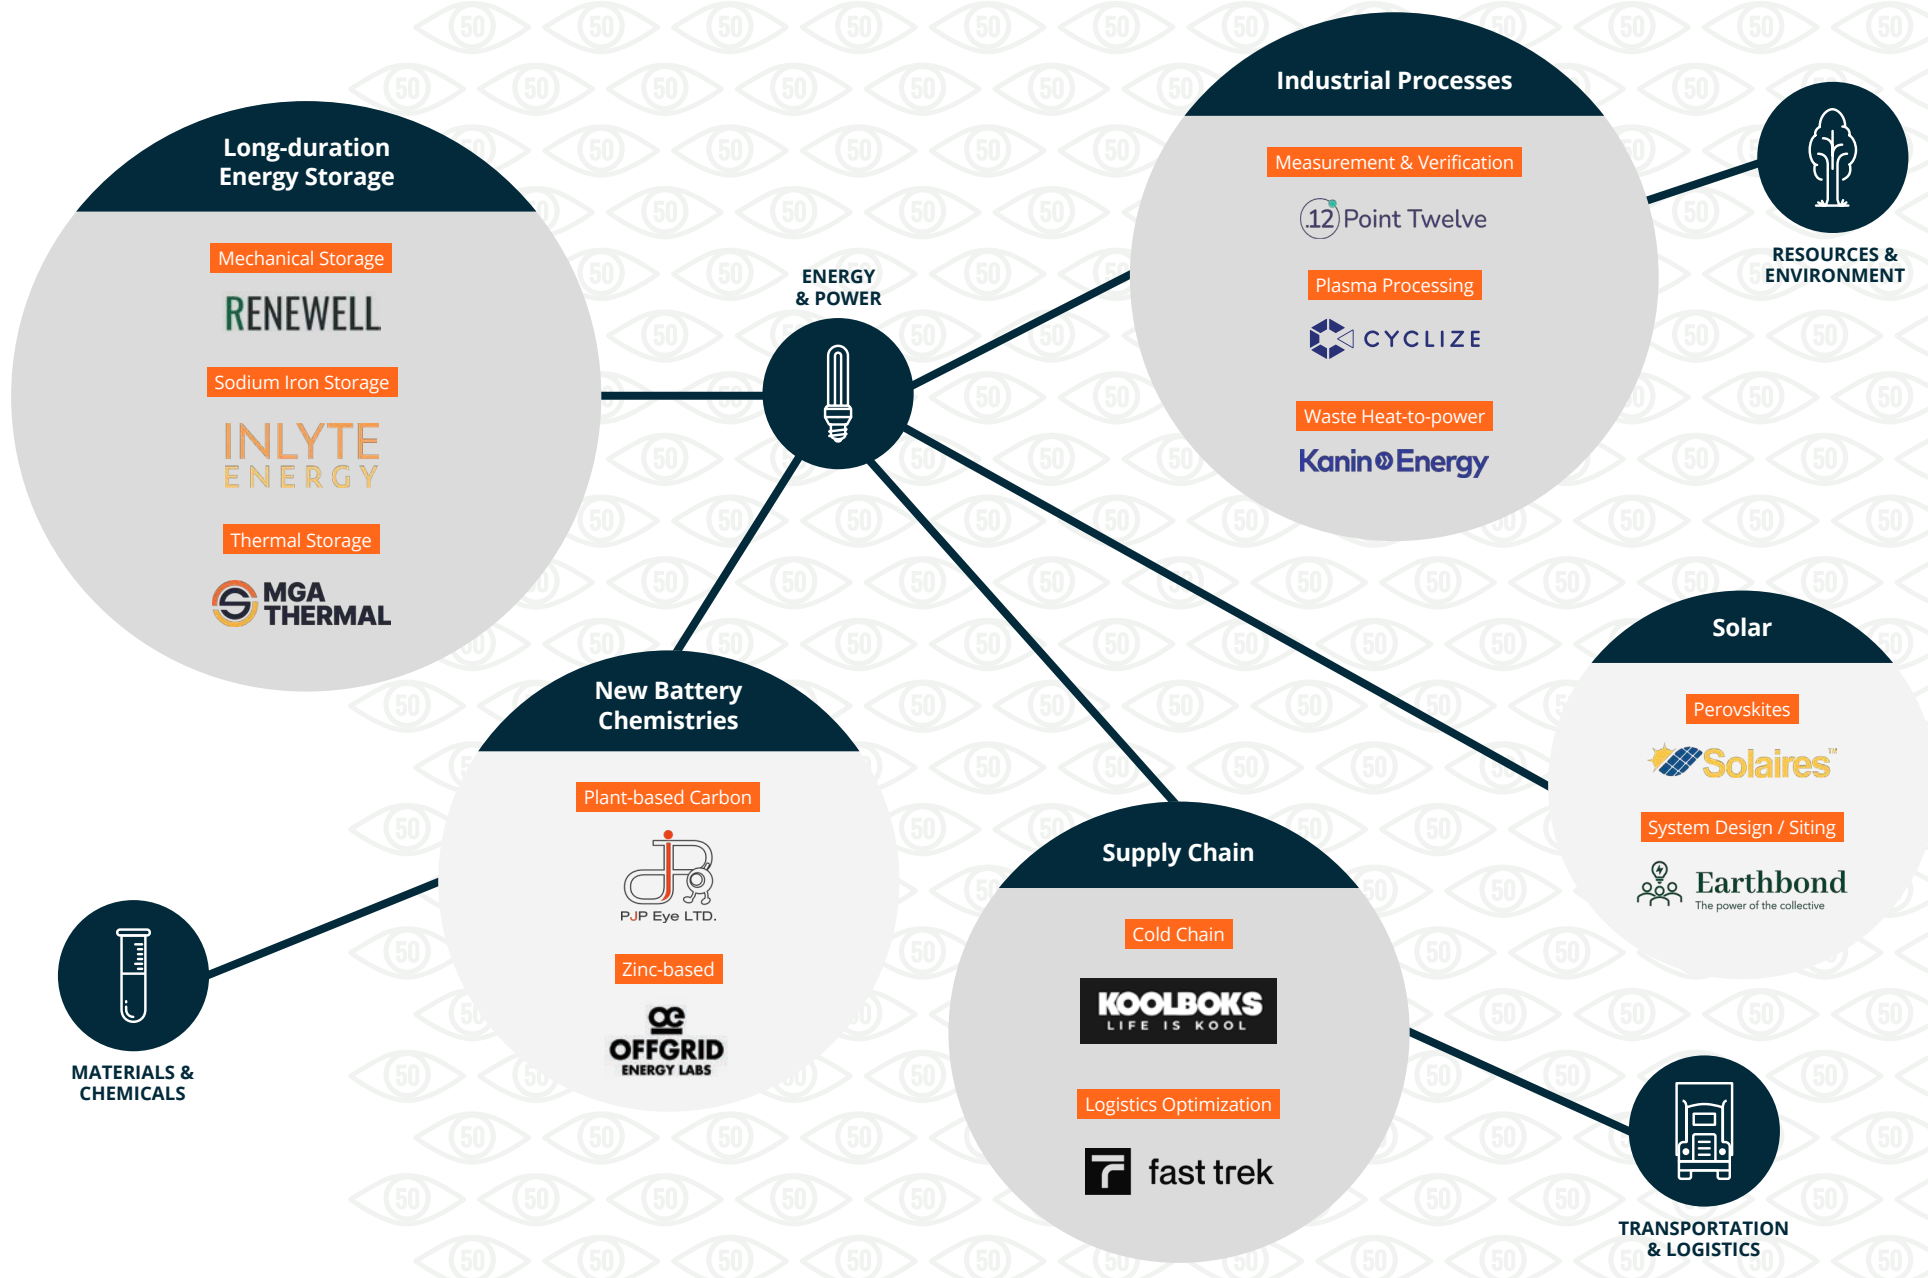 Long-duration
Energy Storage
Mechanical Storage
RENEWELL
Sodium Iron Storage
INLYTE
ENERGY
Thermal Storage
MGA
THERMAL
ENERGY
& POWER
Industrial Processes
Measurement & Verification
.12 Point Twelve
Plasma Processing
CYCLIZE
Waste Heat-to-power
Kanin Energy
RESOURCES &
ENVIRONMENT
New Battery
Chemistries
Plant-based Carbon
PJP Eye LTD.
Zinc-based
OFFGRID
ENERGY LABS
MATERIALS &
CHEMICALS
Supply Chain
Cold Chain
KOOLBOKS
LIFE IS KOOL
Logistics Optimization
fast trek
Solar
Perovskites
Solaires™
System Design / Siting
Earthbond
The power of the collective
TRANSPORTATION
& LOGISTICS
50